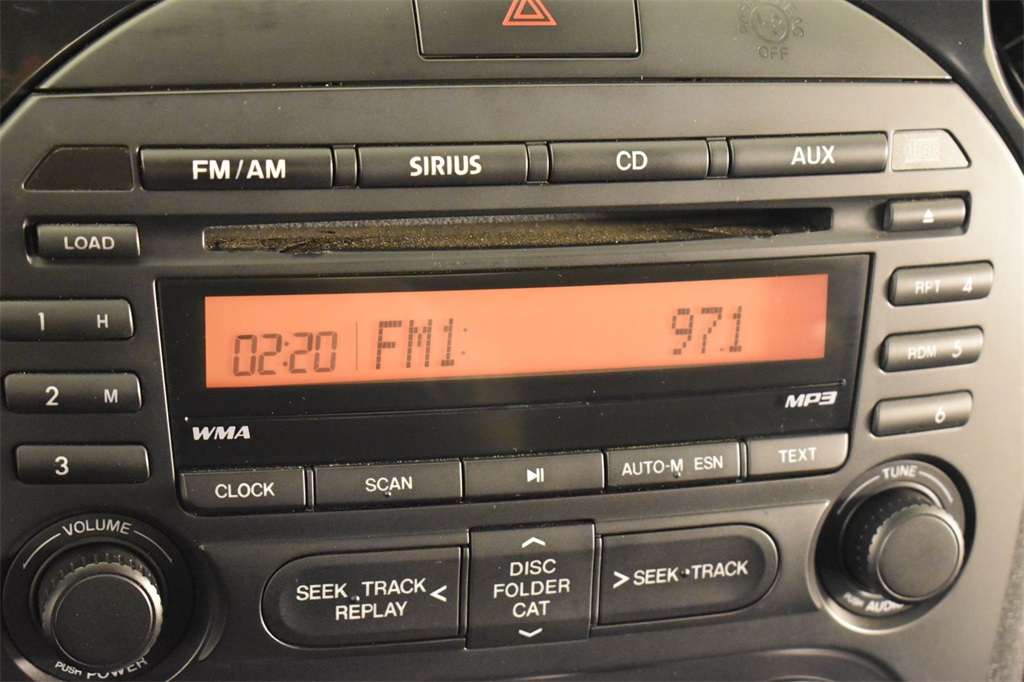 OFF
FM/AM
SIRIUS
CD
AUX
LOAD
1 H
RPT 4
02:20 FM1: 97.1
2 M
RDM 5
WMA
MP3
6
3
CLOCK
SCAN
AUTO-M ESN
TEXT
VOLUME
TUNE
SEEK TRACK
REPLAY
DISC
FOLDER
CAT
SEEK TRACK
PUSH AUDIO
PUSH POWER